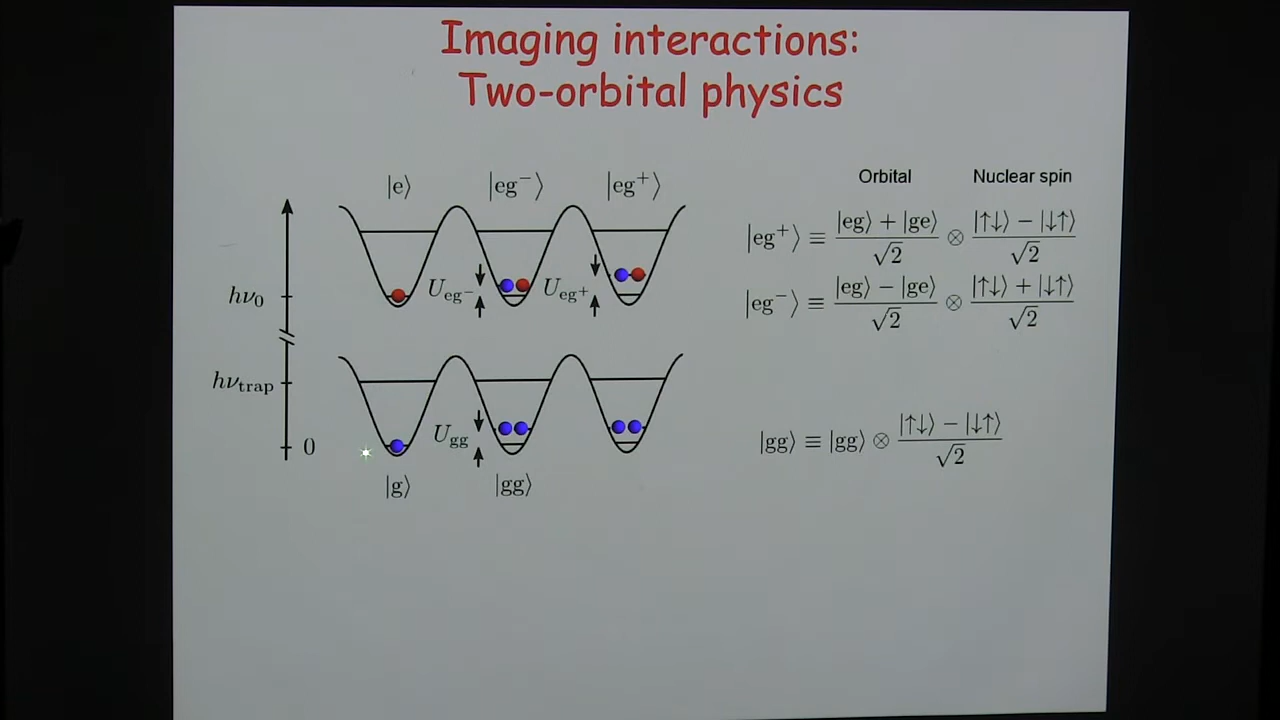 Imaging interactions:
Two-orbital physics
|e⟩ |eg⁻⟩ |eg⁺⟩
Orbital Nuclear spin
|eg⁺⟩ ≡ (|eg⟩ + |ge⟩)/√2 ⊗ (|↑↓⟩ − |↓↑⟩)/√2
hν₀ U_eg⁻ U_eg⁺
|eg⁻⟩ ≡ (|eg⟩ − |ge⟩)/√2 ⊗ (|↑↓⟩ + |↓↑⟩)/√2
hν_trap
0 U_gg
|gg⟩ ≡ |gg⟩ ⊗ (|↑↓⟩ − |↓↑⟩)/√2
|g⟩ |gg⟩